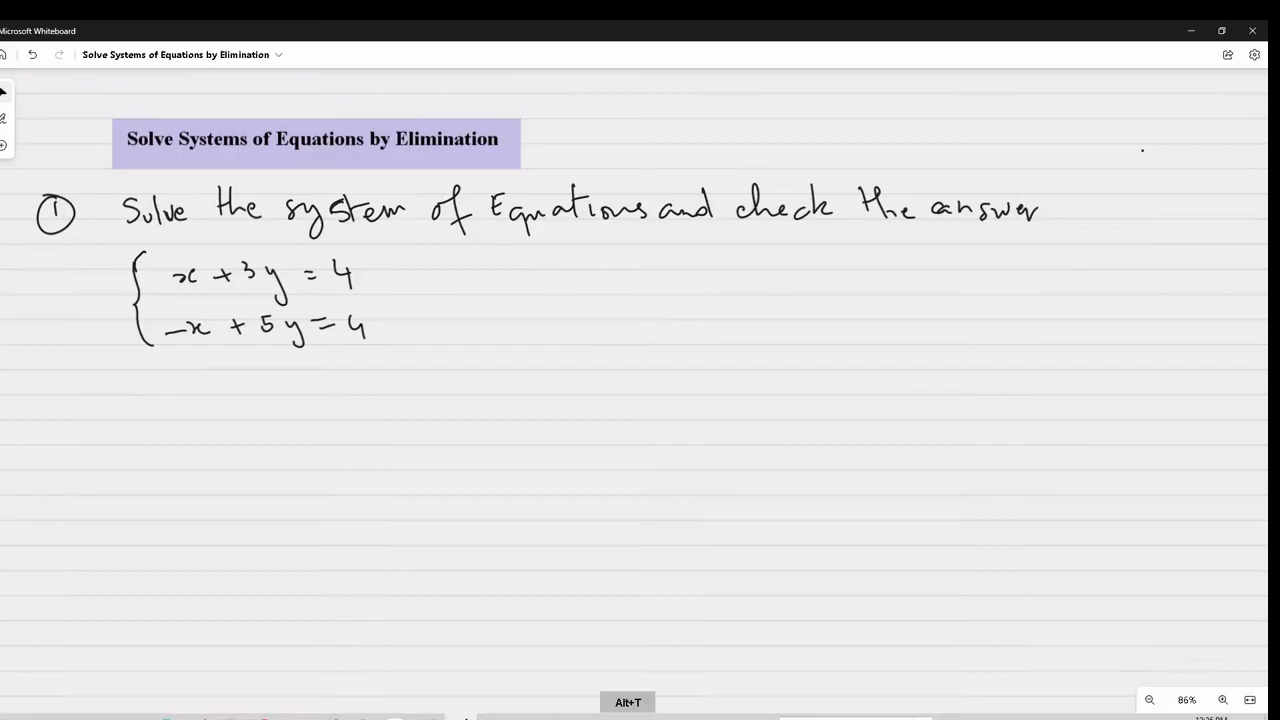 Microsoft Whiteboard
Solve Systems of Equations by Elimination
Solve Systems of Equations by Elimination
① Solve the system of Equations and check the answer
x + 3y = 4
-x + 5y = 4
Alt+T
86%